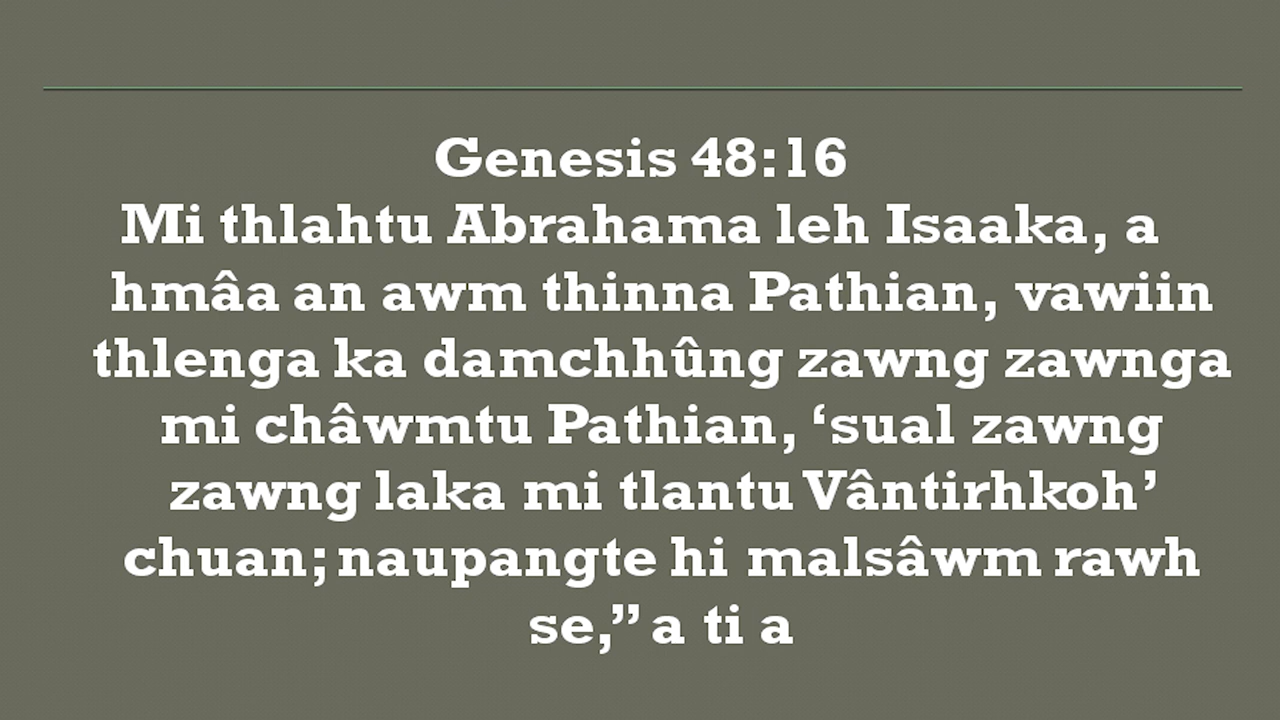 Genesis 48:16
Mi thlahtu Abrahama leh Isaaka, a
hmâa an awm thinna Pathian, vawiin
thlenga ka damchhûng zawng zawnga
mi châwmtu Pathian, ‘sual zawng
zawng laka mi tlantu Vântirhkoh’
chuan; naupangte hi malsâwm rawh
se,” a ti a